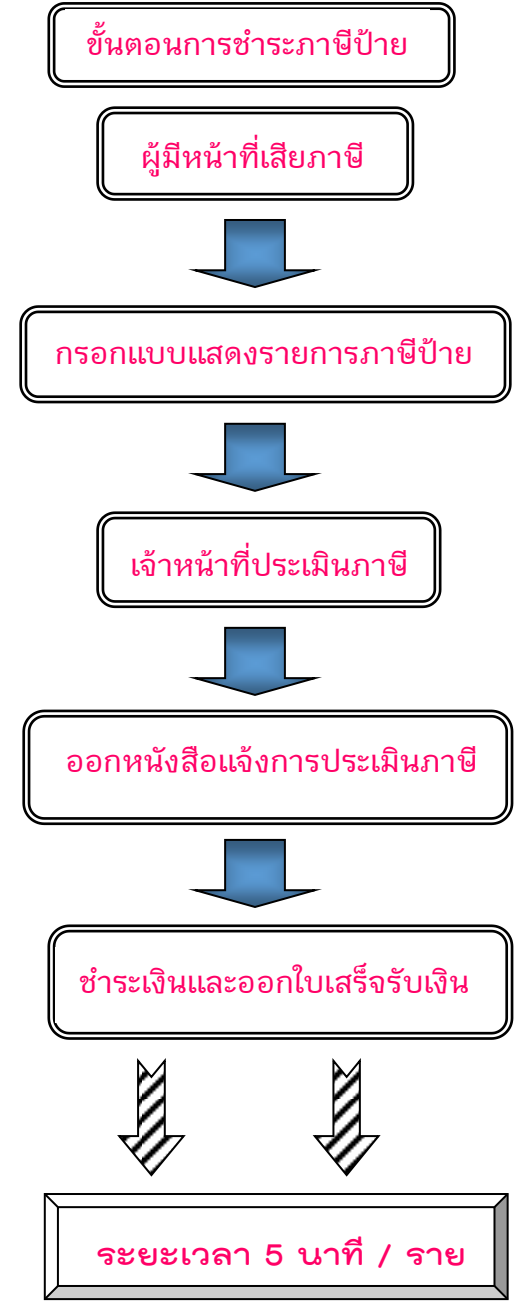 ขั้นตอนการชำระภาษีป้าย
ผู้มีหน้าที่เสียภาษี
กรอกแบบแสดงรายการภาษีป้าย
เจ้าหน้าที่ประเมินภาษี
ออกหนังสือแจ้งการประเมินภาษี
ชำระเงินและออกใบเสร็จรับเงิน
ระยะเวลา 5 นาที / ราย